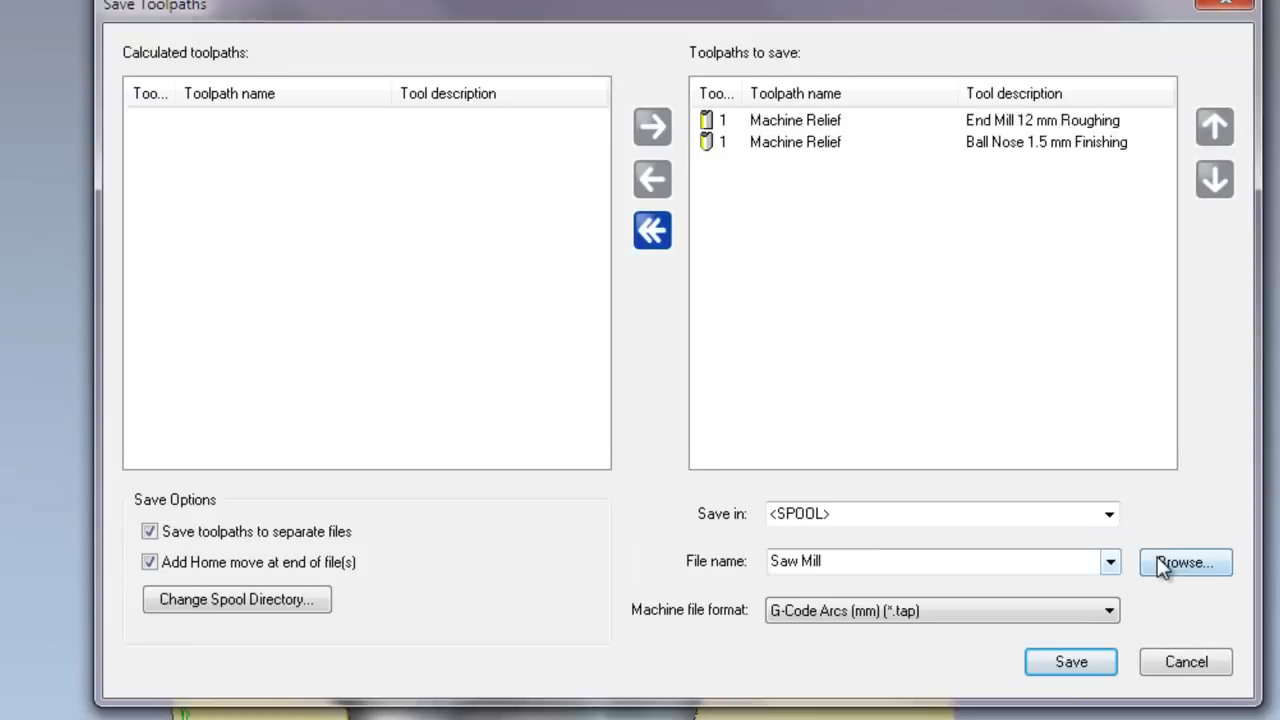 Save Toolpaths
Calculated toolpaths:
Too... Toolpath name Tool description
Toolpaths to save:
Too... Toolpath name Tool description
1 Machine Relief End Mill 12 mm Roughing
1 Machine Relief Ball Nose 1.5 mm Finishing
Save Options
Save toolpaths to separate files
Add Home move at end of file(s)
Change Spool Directory...
Save in: <SPOOL>
File name: Saw Mill Browse...
Machine file format: G-Code Arcs (mm) (*.tap)
Save Cancel